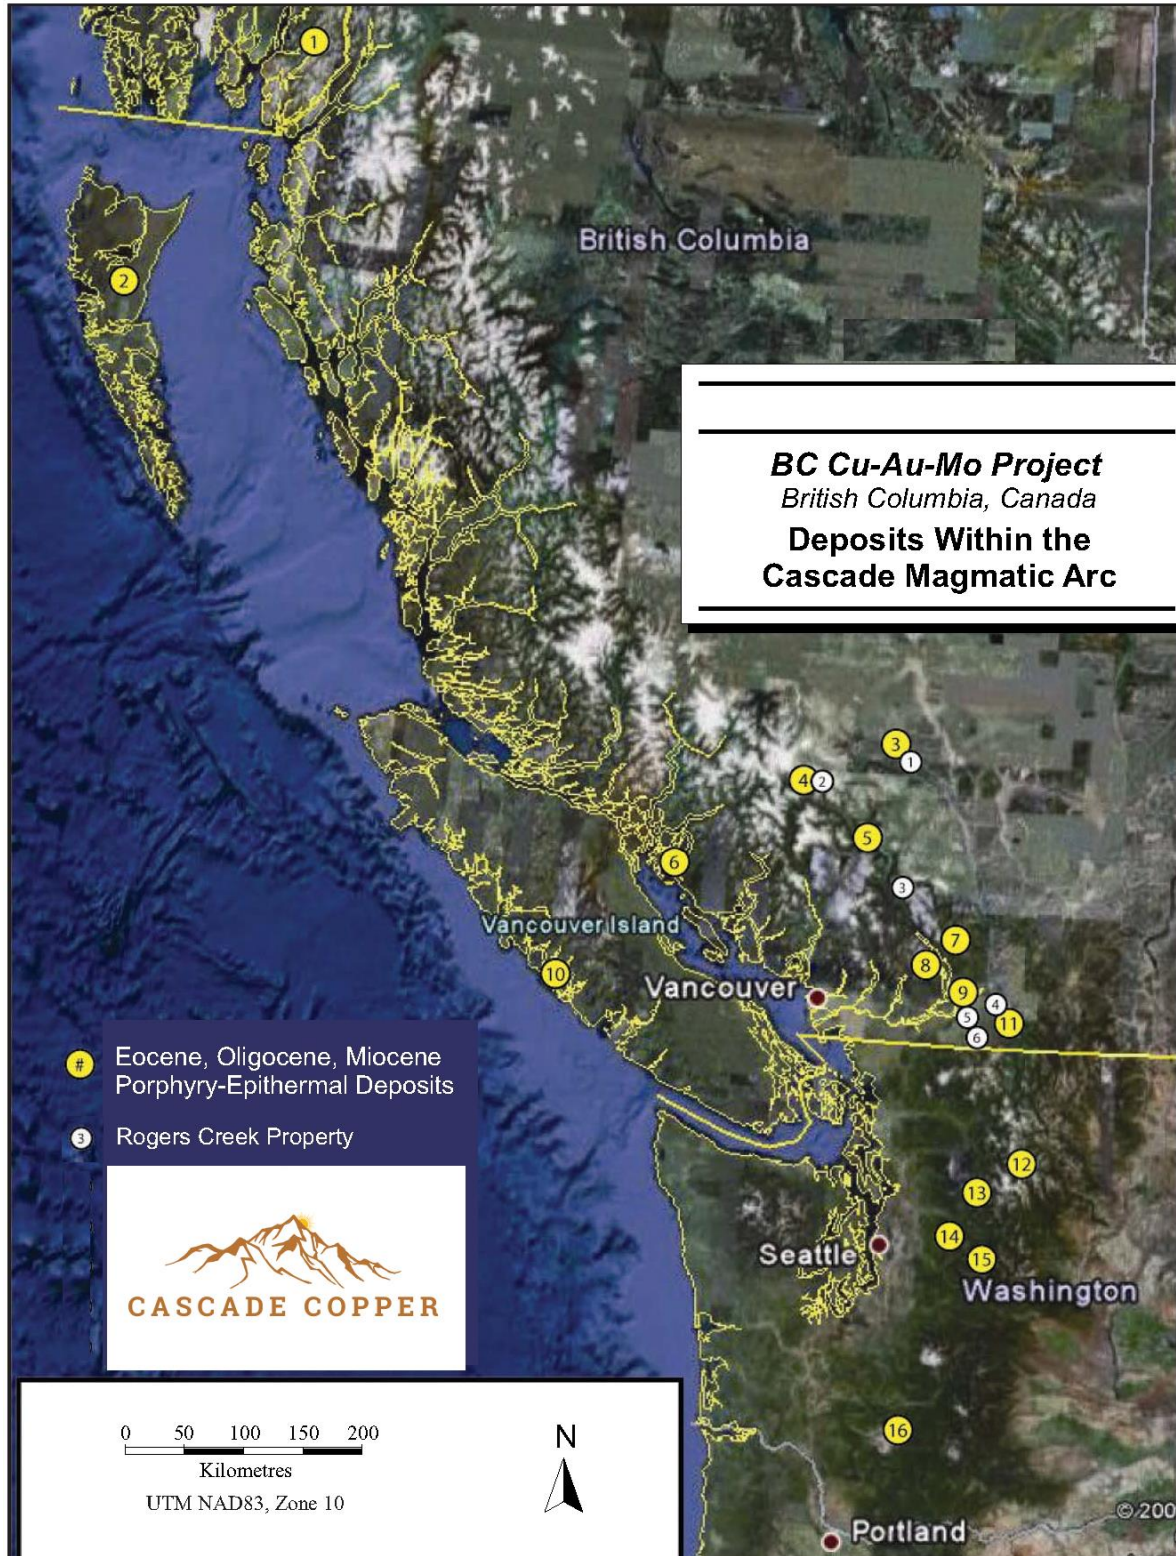 1
2
British Columbia
BC Cu-Au-Mo Project
British Columbia, Canada
Deposits Within the
Cascade Magmatic Arc
3
1
4
2
5
6
3
Vancouver Island
7
8
10
Vancouver
9
4
5
11
6
#
Eocene, Oligocene, Miocene
Porphyry-Epithermal Deposits
3
Rogers Creek Property
CASCADE COPPER
12
13
14
Seattle
15
Washington
16
0 50 100 150 200
Kilometres
UTM NAD83, Zone 10
N
© 200
Portland